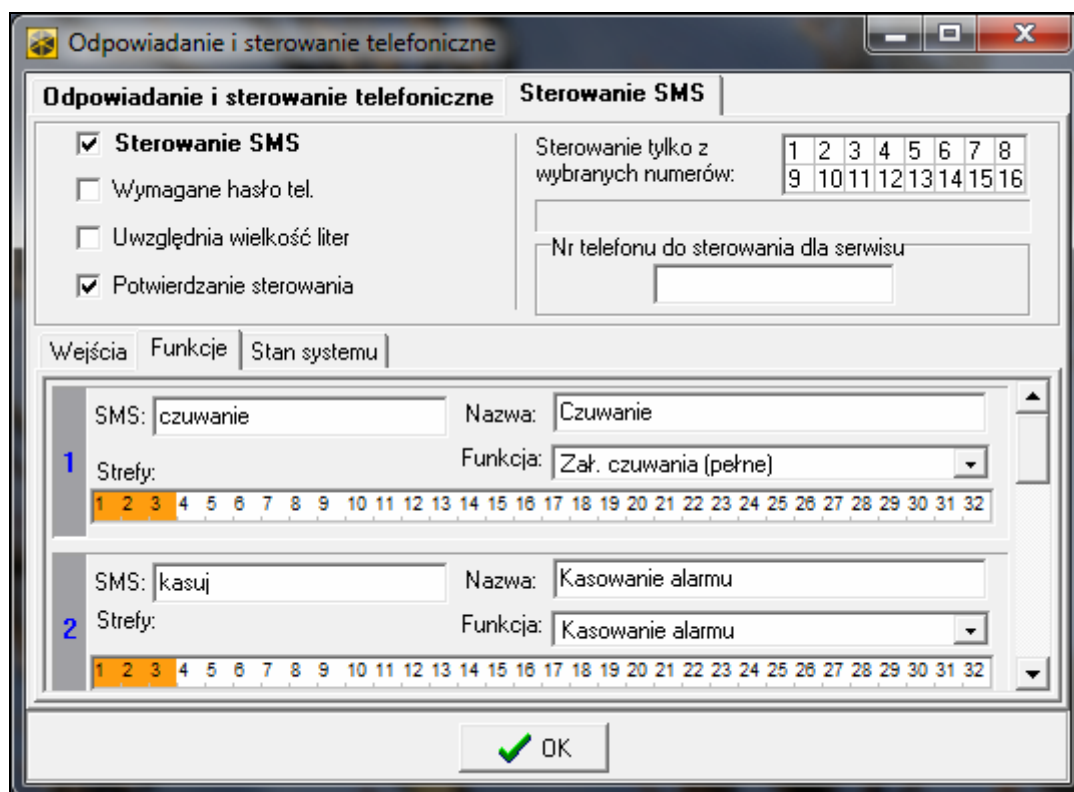 Odpowiadanie i sterowanie telefoniczne
Odpowiadanie i sterowanie telefoniczne Sterowanie SMS
Sterowanie SMS
Wymagane hasło tel.
Uwzględnia wielkość liter
Potwierdzanie sterowania
Sterowanie tylko z
wybranych numerów:
1 2 3 4 5 6 7 8
9 10 11 12 13 14 15 16
Nr telefonu do sterowania dla serwisu
Wejścia Funkcje Stan systemu
1
SMS: czuwanie Nazwa: Czuwanie
Strefy: Funkcja: Zał. czuwania (pełne)
1 2 3 4 5 6 7 8 9 10 11 12 13 14 15 16 17 18 19 20 21 22 23 24 25 26 27 28 29 30 31 32
2
SMS: kasuj Nazwa: Kasowanie alarmu
Strefy: Funkcja: Kasowanie alarmu
1 2 3 4 5 6 7 8 9 10 11 12 13 14 15 16 17 18 19 20 21 22 23 24 25 26 27 28 29 30 31 32
OK